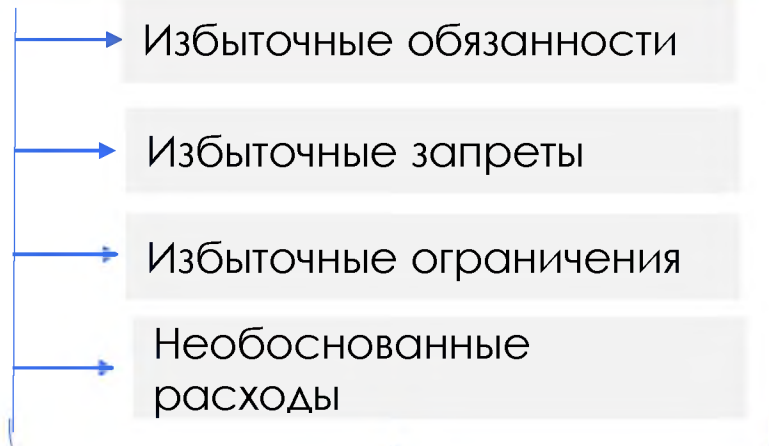 Избыточные обязанности
Избыточные запреты
Избыточные ограничения
Необоснованные
расходы